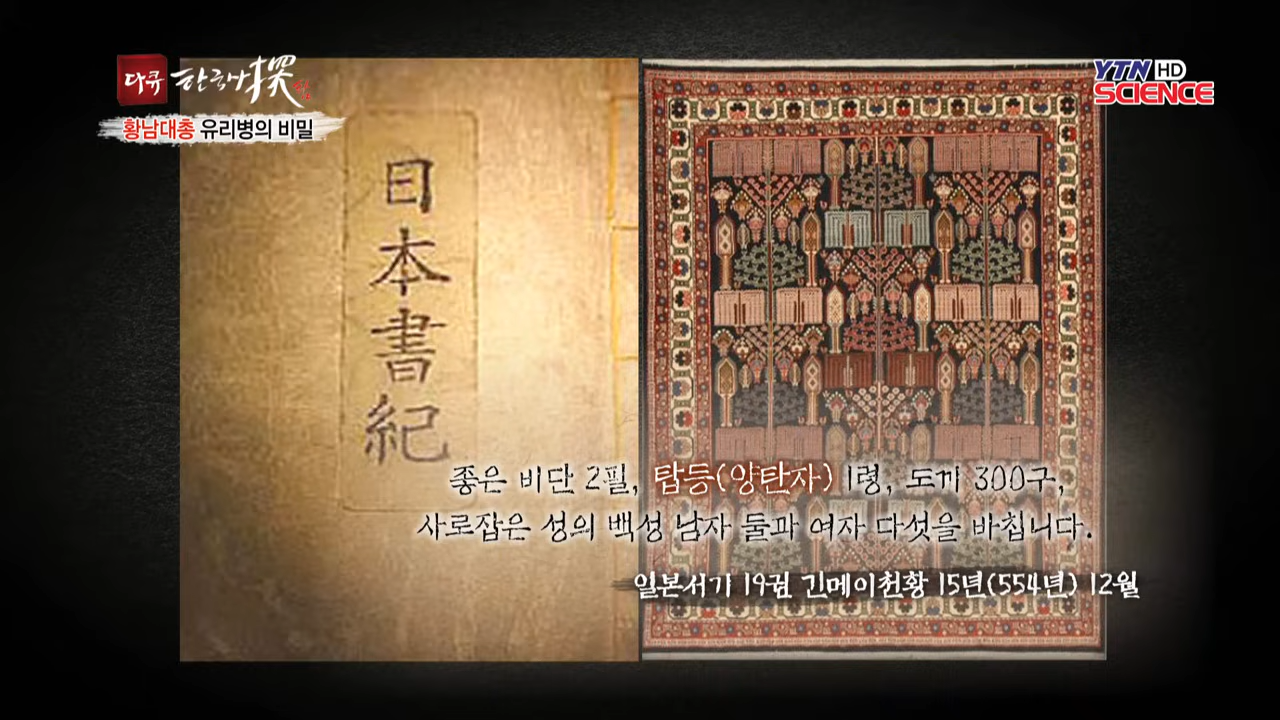 다큐 한국사探 탐
황남대총 유리병의 비밀
YTN HD
SCIENCE
日本書紀
좋은 비단 2필, 탑등(양탄자) 1령, 도끼 300구,
사로잡은 성의 백성 남자 둘과 여자 다섯을 바칩니다.
일본서기 19권 긴메이천황 15년(554년) 12월